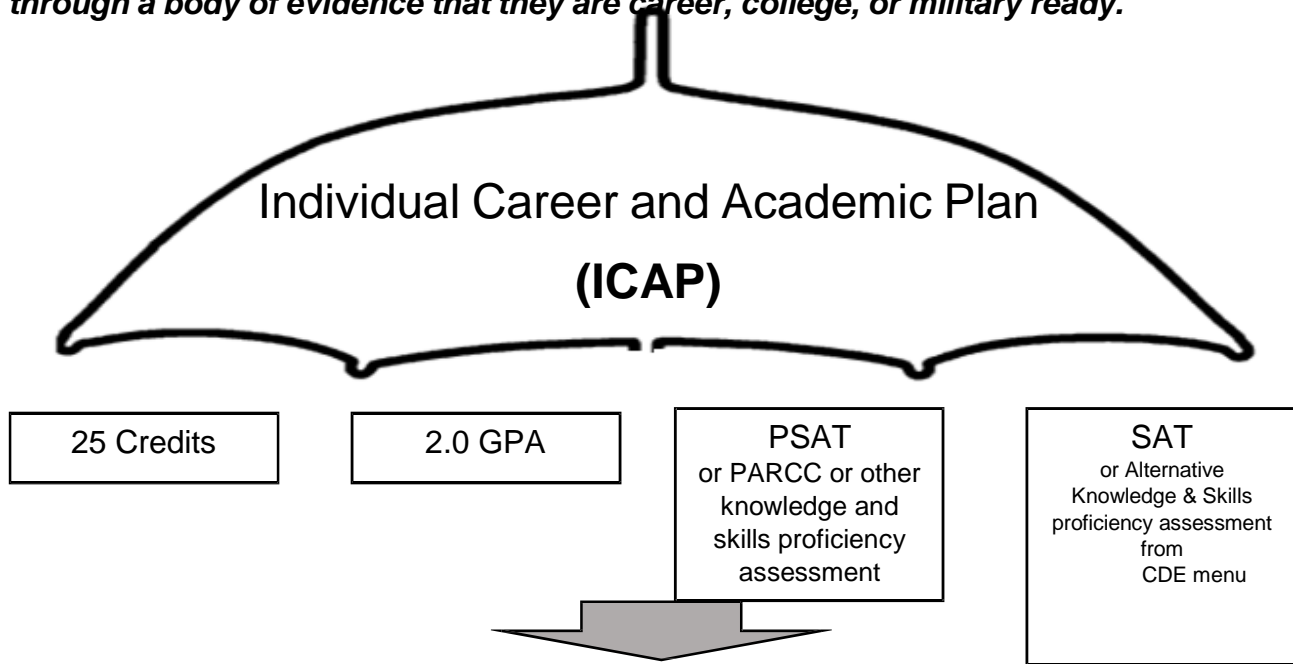 through a body of evidence that they are career, college, or military ready.
Individual Career and Academic Plan
(ICAP)
25 Credits
2.0 GPA
PSAT
or PARCC or other
knowledge and
skills proficiency
assessment
SAT
or Alternative
Knowledge & Skills
proficiency assessment
from
CDE menu